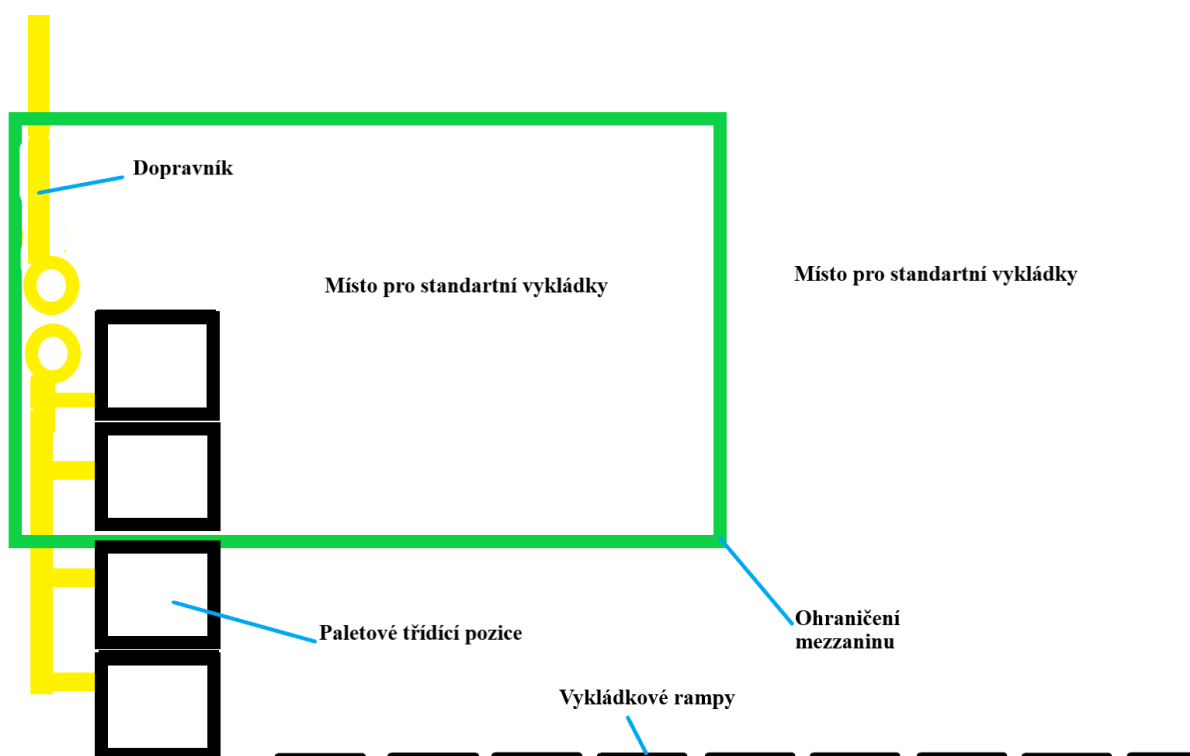 Dopravník
Místo pro standartní vykládky
Místo pro standartní vykládky
Ohraničení
mezzaninu
Paletové třídící pozice
Vykládkové rampy